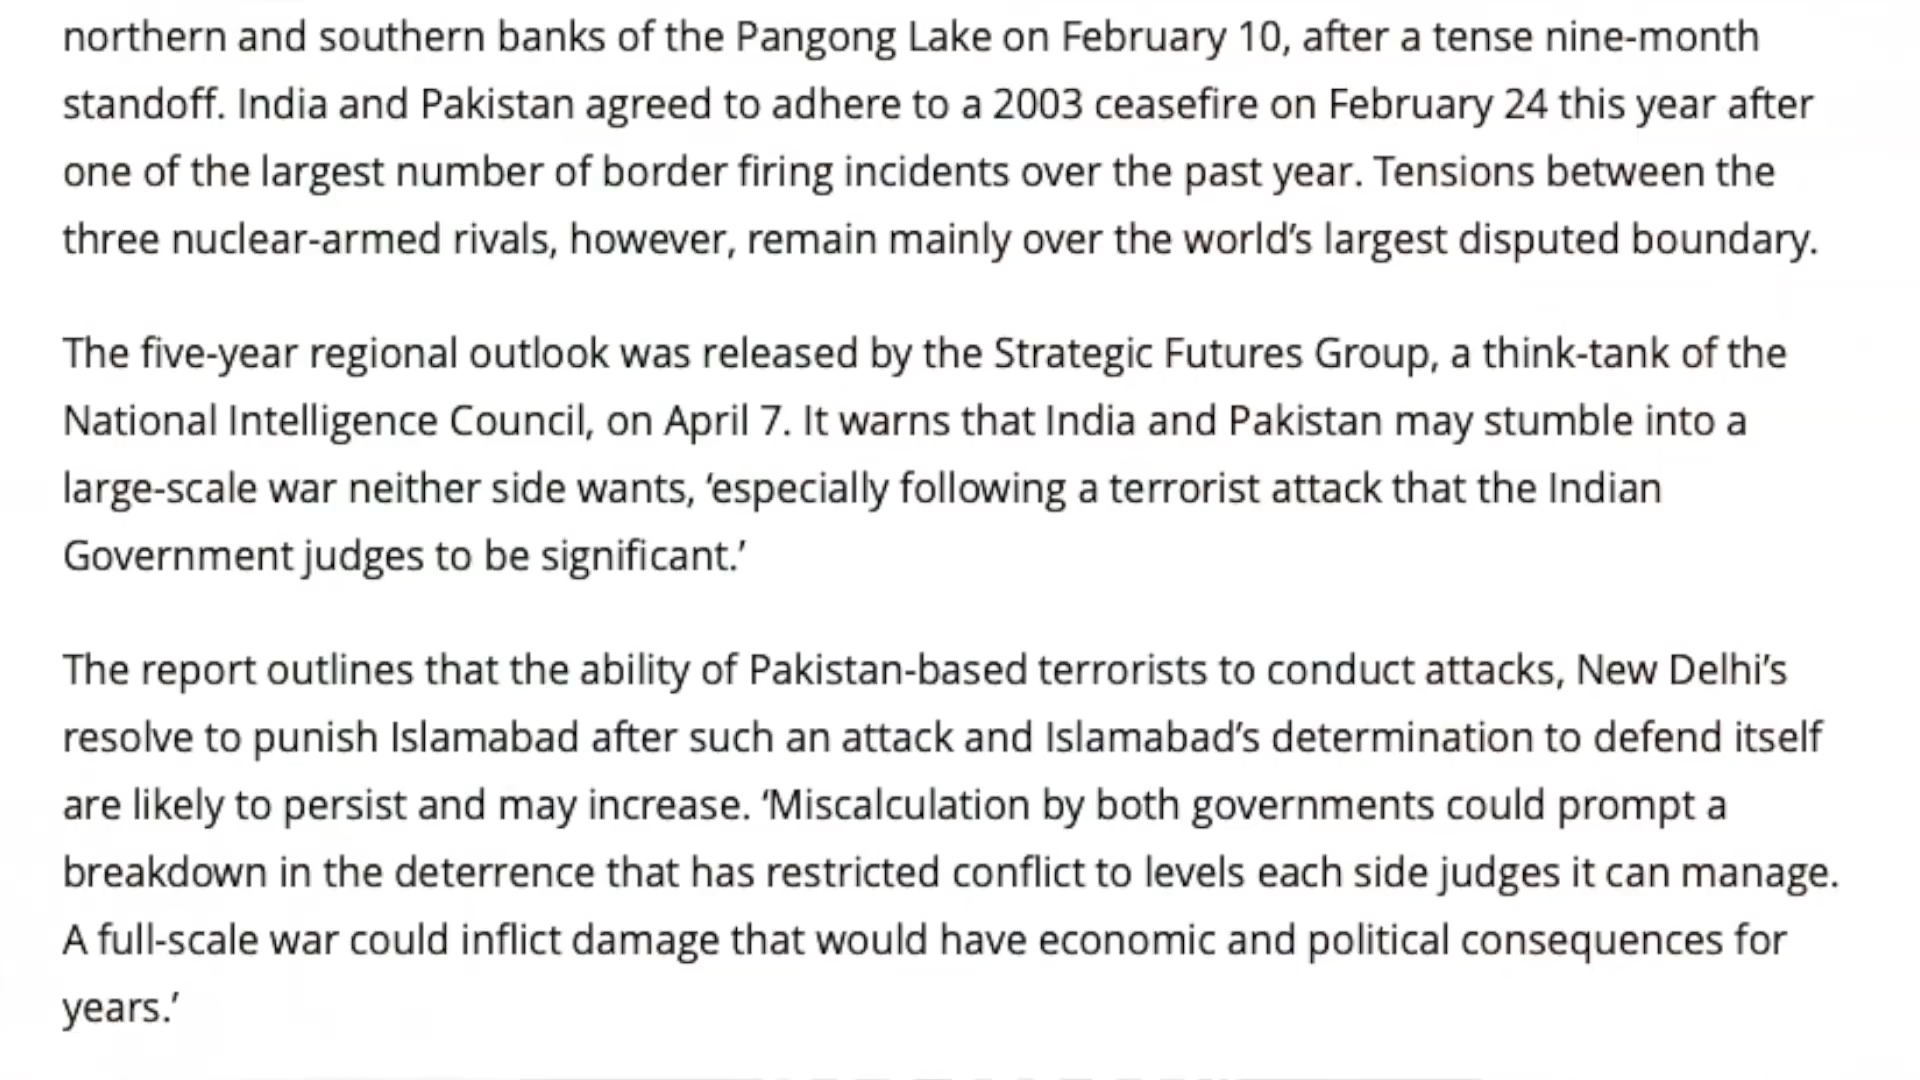 northern and southern banks of the Pangong Lake on February 10, after a tense nine-month
standoff. India and Pakistan agreed to adhere to a 2003 ceasefire on February 24 this year after
one of the largest number of border firing incidents over the past year. Tensions between the
three nuclear-armed rivals, however, remain mainly over the world’s largest disputed boundary.
The five-year regional outlook was released by the Strategic Futures Group, a think-tank of the
National Intelligence Council, on April 7. It warns that India and Pakistan may stumble into a
large-scale war neither side wants, ‘especially following a terrorist attack that the Indian
Government judges to be significant.’
The report outlines that the ability of Pakistan-based terrorists to conduct attacks, New Delhi’s
resolve to punish Islamabad after such an attack and Islamabad’s determination to defend itself
are likely to persist and may increase. ‘Miscalculation by both governments could prompt a
breakdown in the deterrence that has restricted conflict to levels each side judges it can manage.
A full-scale war could inflict damage that would have economic and political consequences for
years.’